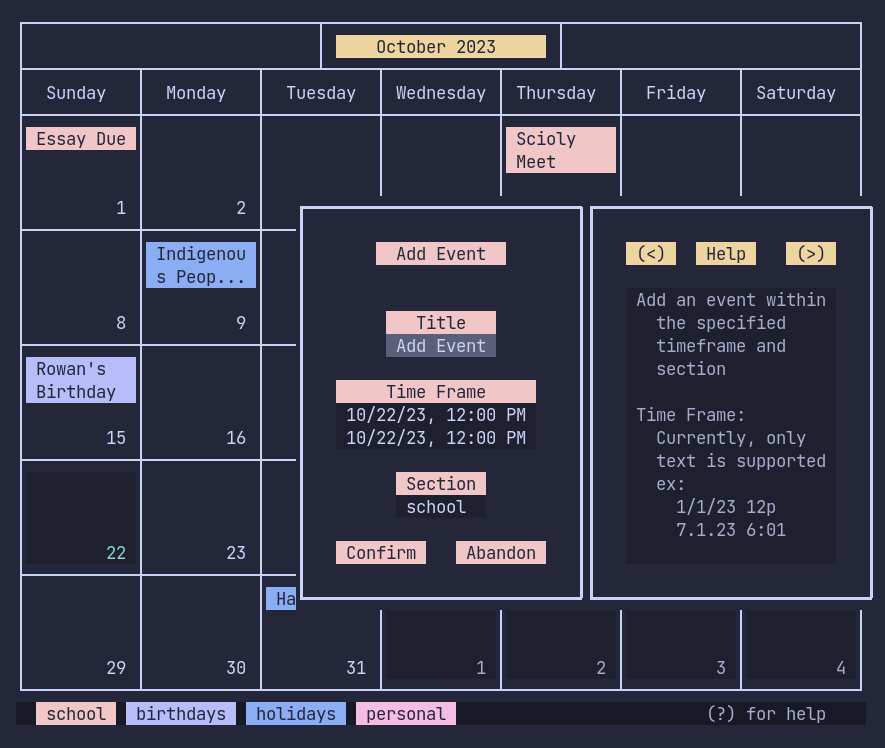 October 2023
Sunday Monday Tuesday Wednesday Thursday Friday Saturday
Essay Due
Scioly
Meet
1 2
Indigenou
s Peop...
8 9
Rowan's
Birthday
15 16
22 23
Ha
29 30 31 1 2 3 4
Add Event
Title
Add Event
Time Frame
10/22/23, 12:00 PM
10/22/23, 12:00 PM
Section
school
Confirm Abandon
(<) Help (>)
Add an event within
the specified
timeframe and
section
Time Frame:
Currently, only
text is supported
ex:
1/1/23 12p
7.1.23 6:01
school birthdays holidays personal (?) for help